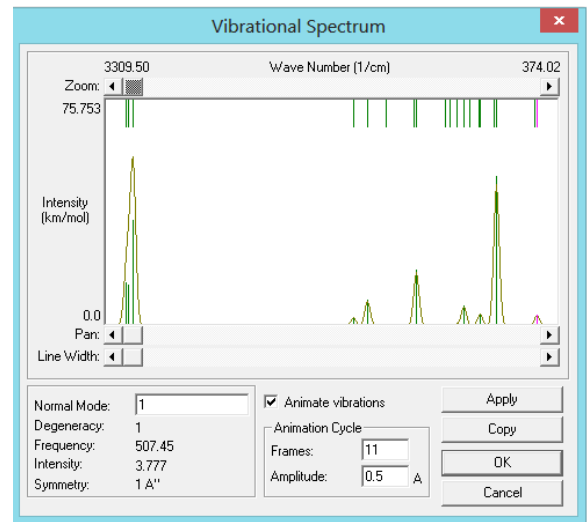 Vibrational Spectrum
3309.50 Wave Number (1/cm) 374.02
Zoom:
75.753
Intensity
(km/mol)
0.0
Pan:
Line Width:
Normal Mode: 1
Degeneracy: 1
Frequency: 507.45
Intensity: 3.777
Symmetry: 1 A''
Animate vibrations
Animation Cycle
Frames: 11
Amplitude: 0.5 A
Apply
Copy
OK
Cancel